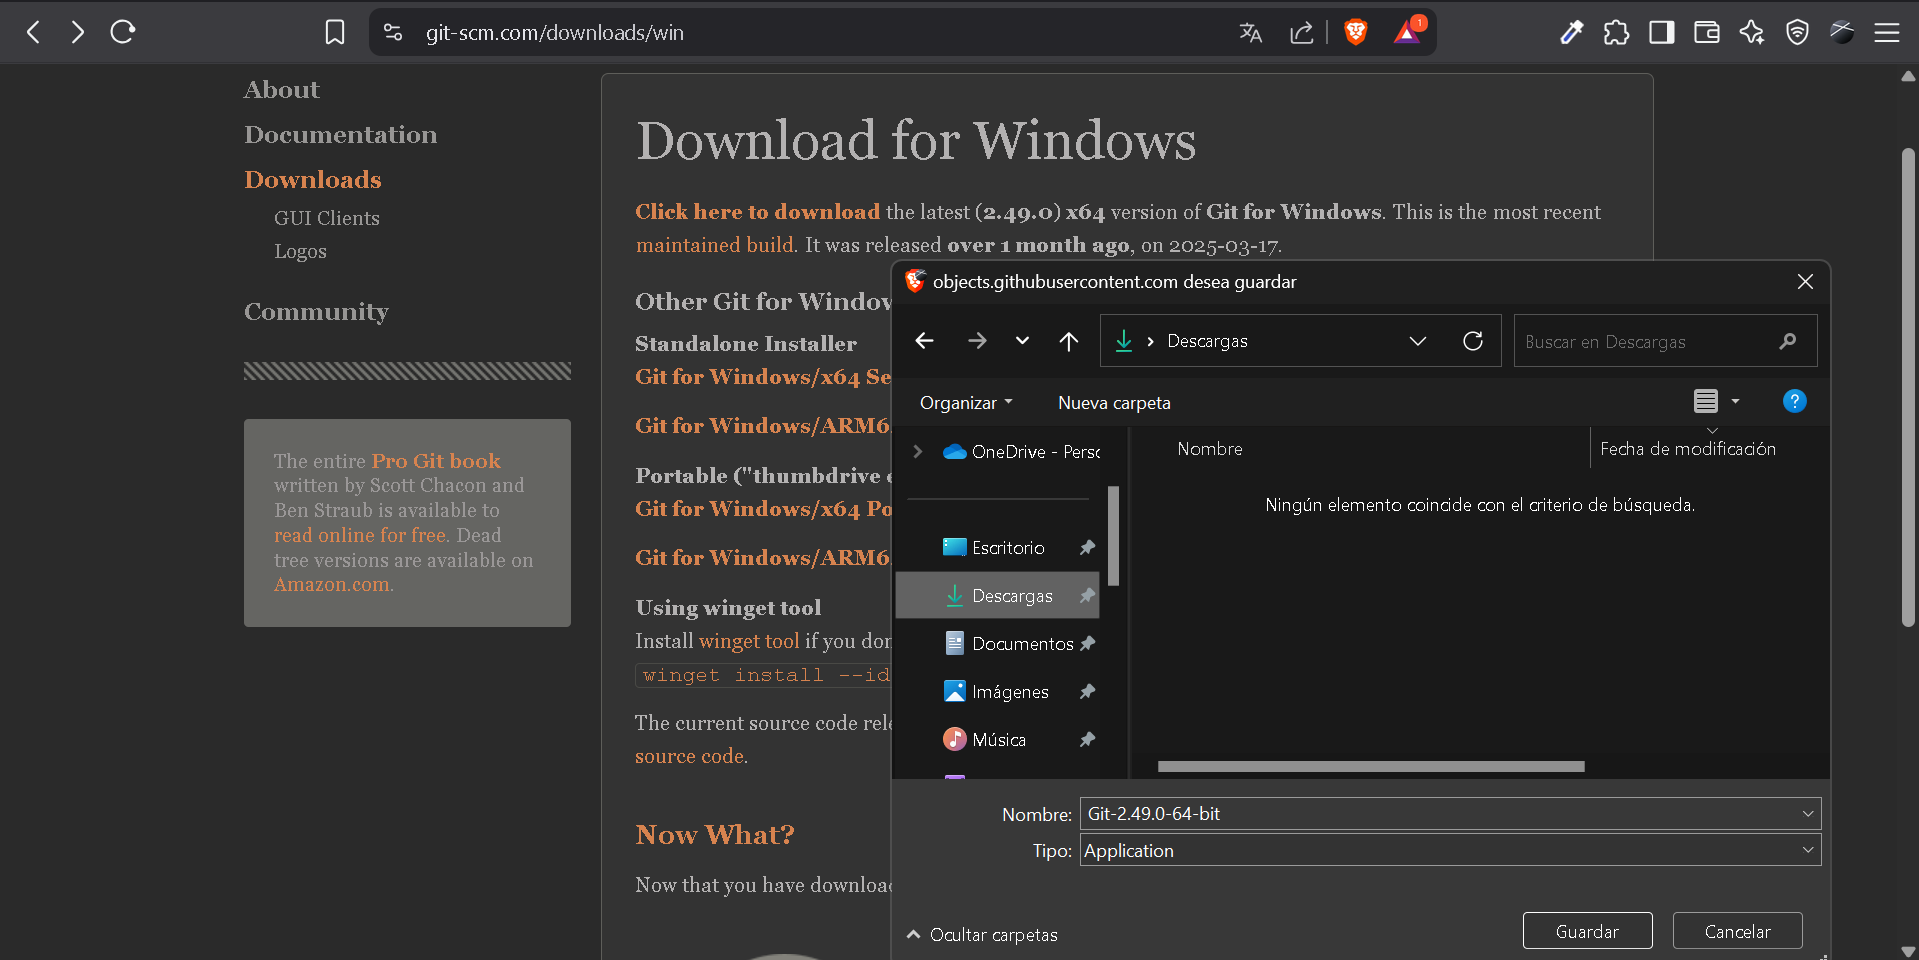 git-scm.com/downloads/win
1
About
Documentation
Downloads
GUI Clients
Logos
Community
The entire Pro Git book
written by Scott Chacon and
Ben Straub is available to
read online for free. Dead
tree versions are available on
Amazon.com.
Download for Windows
Click here to download the latest (2.49.0) x64 version of Git for Windows. This is the most recent
maintained build. It was released over 1 month ago, on 2025-03-17.
Other Git for Window
Standalone Installer
Git for Windows/x64 Se
Git for Windows/ARM6
Portable ("thumbdrive e
Git for Windows/x64 Po
Git for Windows/ARM6
Using winget tool
Install winget tool if you don
winget install --id
The current source code rele
source code.
Now What?
Now that you have downloa
objects.githubusercontent.com desea guardar
Descargas
Buscar en Descargas
Organizar
Nueva carpeta
?
OneDrive - Perso
Escritorio
Descargas
Documentos
Imágenes
Música
Nombre
Fecha de modificación
Ningún elemento coincide con el criterio de búsqueda.
Nombre: Git-2.49.0-64-bit
Tipo: Application
Ocultar carpetas
Guardar
Cancelar